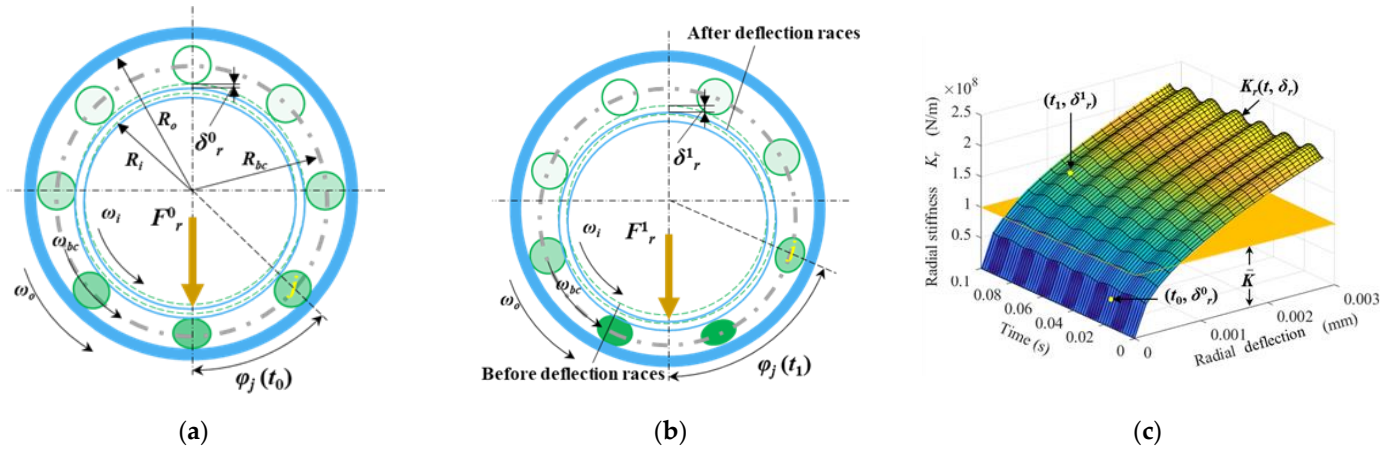 R_o
R_i
δ^0_r
R_bc
F^0_r
ω_i
ω_bc
ω_o
j
φ_j (t_0)
(a)
After deflection races
δ^1_r
ω_i
F^1_r
ω_bc
ω_o
j
Before deflection races
φ_j (t_1)
(b)
×10^8
2.5
2
1.5
1
0.5
0.1
Radial stiffness K_r (N/m)
(t_1, δ^1_r)
K_r(t, δ_r)
K̄
(t_0, δ^0_r)
0.08
0.06
0.04
0.02
0
Time (s)
0
0.001
0.002
0.003
Radial deflection (mm)
(c)